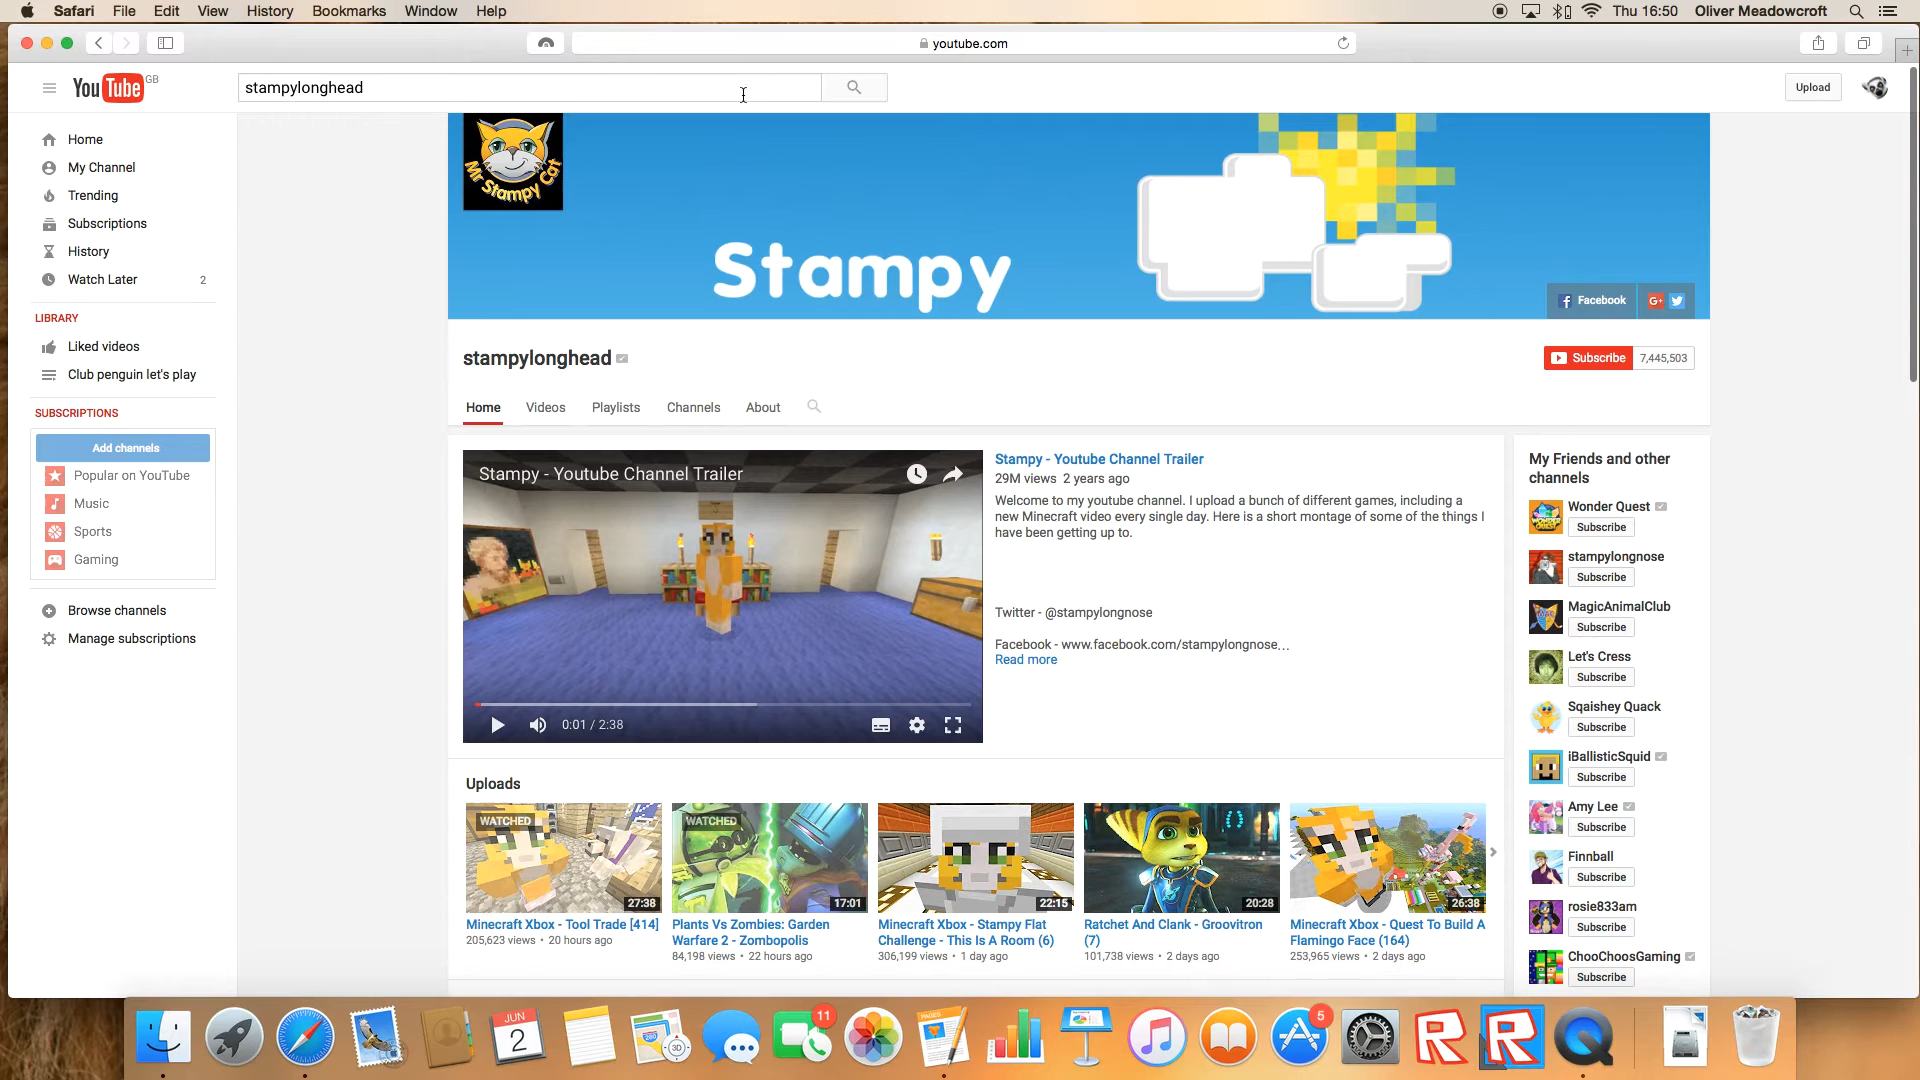 Safari File Edit View History Bookmarks Window Help
Thu 16:50 Oliver Meadowcroft
youtube.com
YouTube GB
stampylonghead
Upload
Home
My Channel
Trending
Subscriptions
History
Watch Later 2
LIBRARY
Liked videos
Club penguin let's play
SUBSCRIPTIONS
Add channels
Popular on YouTube
Music
Sports
Gaming
Browse channels
Manage subscriptions
Mr Stampy Cat
Stampy
Facebook
G+
stampylonghead
Subscribe 7,445,503
Home Videos Playlists Channels About
Stampy - Youtube Channel Trailer
0:01 / 2:38
Stampy - Youtube Channel Trailer
29M views 2 years ago
Welcome to my youtube channel. I upload a bunch of different games, including a
new Minecraft video every single day. Here is a short montage of some of the things I
have been getting up to.
Twitter - @stampylongnose
Facebook - www.facebook.com/stampylongnose...
Read more
Uploads
WATCHED
27:38
Minecraft Xbox - Tool Trade [414]
205,623 views • 20 hours ago
WATCHED
17:01
Plants Vs Zombies: Garden
Warfare 2 - Zombopolis
84,198 views • 22 hours ago
22:15
Minecraft Xbox - Stampy Flat
Challenge - This Is A Room (6)
306,199 views • 1 day ago
20:28
Ratchet And Clank - Groovitron
(7)
101,738 views • 2 days ago
26:38
Minecraft Xbox - Quest To Build A
Flamingo Face (164)
253,965 views • 2 days ago
My Friends and other
channels
WONDER QUEST
Wonder Quest
Subscribe
stampylongnose
Subscribe
MagicAnimalClub
Subscribe
Let's Cress
Subscribe
Sqaishey Quack
Subscribe
iBallisticSquid
Subscribe
Amy Lee
Subscribe
Finnball
Subscribe
rosie833am
Subscribe
ChooChoosGaming
Subscribe
JUN
2
3D
11
PAGES
5